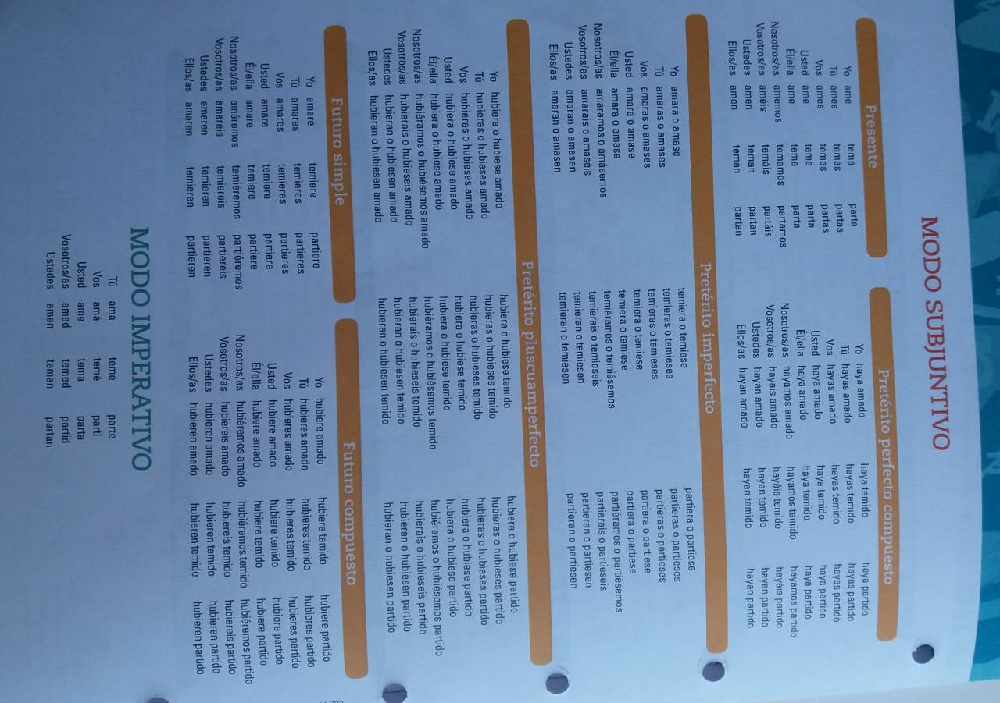 MODO SUBJUNTIVO
Presente
Yo ame tema parta
Tú ames temas partas
Vos ames temas partas
Usted ame tema parta
Él/ella ame tema parta
Nosotros/as amemos temamos partamos
Vosotros/as améis temáis partáis
Ustedes amen teman partan
Ellos/as amen teman partan
Pretérito perfecto compuesto
Yo haya amado haya temido haya partido
Tú hayas amado hayas temido hayas partido
Vos hayas amado hayas temido hayas partido
Usted haya amado haya temido haya partido
Él/ella haya amado haya temido haya partido
Nosotros/as hayamos amado hayamos temido hayamos partido
Vosotros/as hayáis amado hayáis temido hayáis partido
Ustedes hayan amado hayan temido hayan partido
Ellos/as hayan amado hayan temido hayan partido
Pretérito imperfecto
Yo amara o amase temiera o temiese partiera o partiese
Tú amaras o amases temieras o temieses partieras o partieses
Vos amaras o amases temieras o temieses partieras o partieses
Usted amara o amase temiera o temiese partiera o partiese
Él/ella amara o amase temiera o temiese partiera o partiese
Nosotros/as amáramos o amásemos temiéramos o temiésemos partiéramos o partiésemos
Vosotros/as amarais o amaseis temierais o temieseis partierais o partieseis
Ustedes amaran o amasen temieran o temiesen partieran o partiesen
Ellos/as amaran o amasen temieran o temiesen partieran o partiesen
Pretérito pluscuamperfecto
Yo hubiera o hubiese amado hubiera o hubiese temido hubiera o hubiese partido
Tú hubieras o hubieses amado hubieras o hubieses temido hubieras o hubieses partido
Vos hubieras o hubieses amado hubieras o hubieses temido hubieras o hubieses partido
Usted hubiera o hubiese amado hubiera o hubiese temido hubiera o hubiese partido
Él/ella hubiera o hubiese amado hubiera o hubiese temido hubiera o hubiese partido
Nosotros/as hubiéramos o hubiésemos amado hubiéramos o hubiésemos temido hubiéramos o hubiésemos partido
Vosotros/as hubierais o hubieseis amado hubierais o hubieseis temido hubierais o hubieseis partido
Ustedes hubieran o hubiesen amado hubieran o hubiesen temido hubieran o hubiesen partido
Ellos/as hubieran o hubiesen amado hubieran o hubiesen temido hubieran o hubiesen partido
Futuro simple
Yo amare temiere partiere
Tú amares temieres partieres
Vos amares temieres partieres
Usted amare temiere partiere
Él/ella amare temiere partiere
Nosotros/as amáremos temiéremos partiéremos
Vosotros/as amareis temiereis partiereis
Ustedes amaren temieren partieren
Ellos/as amaren temieren partieren
Futuro compuesto
Yo hubiere amado hubiere temido hubiere partido
Tú hubieres amado hubieres temido hubieres partido
Vos hubieres amado hubieres temido hubieres partido
Usted hubiere amado hubiere temido hubiere partido
Él/ella hubiere amado hubiere temido hubiere partido
Nosotros/as hubiéremos amado hubiéremos temido hubiéremos partido
Vosotros/as hubiereis amado hubiereis temido hubiereis partido
Ustedes hubieren amado hubieren temido hubieren partido
Ellos/as hubieren amado hubieren temido hubieren partido
MODO IMPERATIVO
Tú ama teme parte
Vos amá temé partí
Usted ame tema parta
Vosotros/as amad temed partid
Ustedes amen teman partan